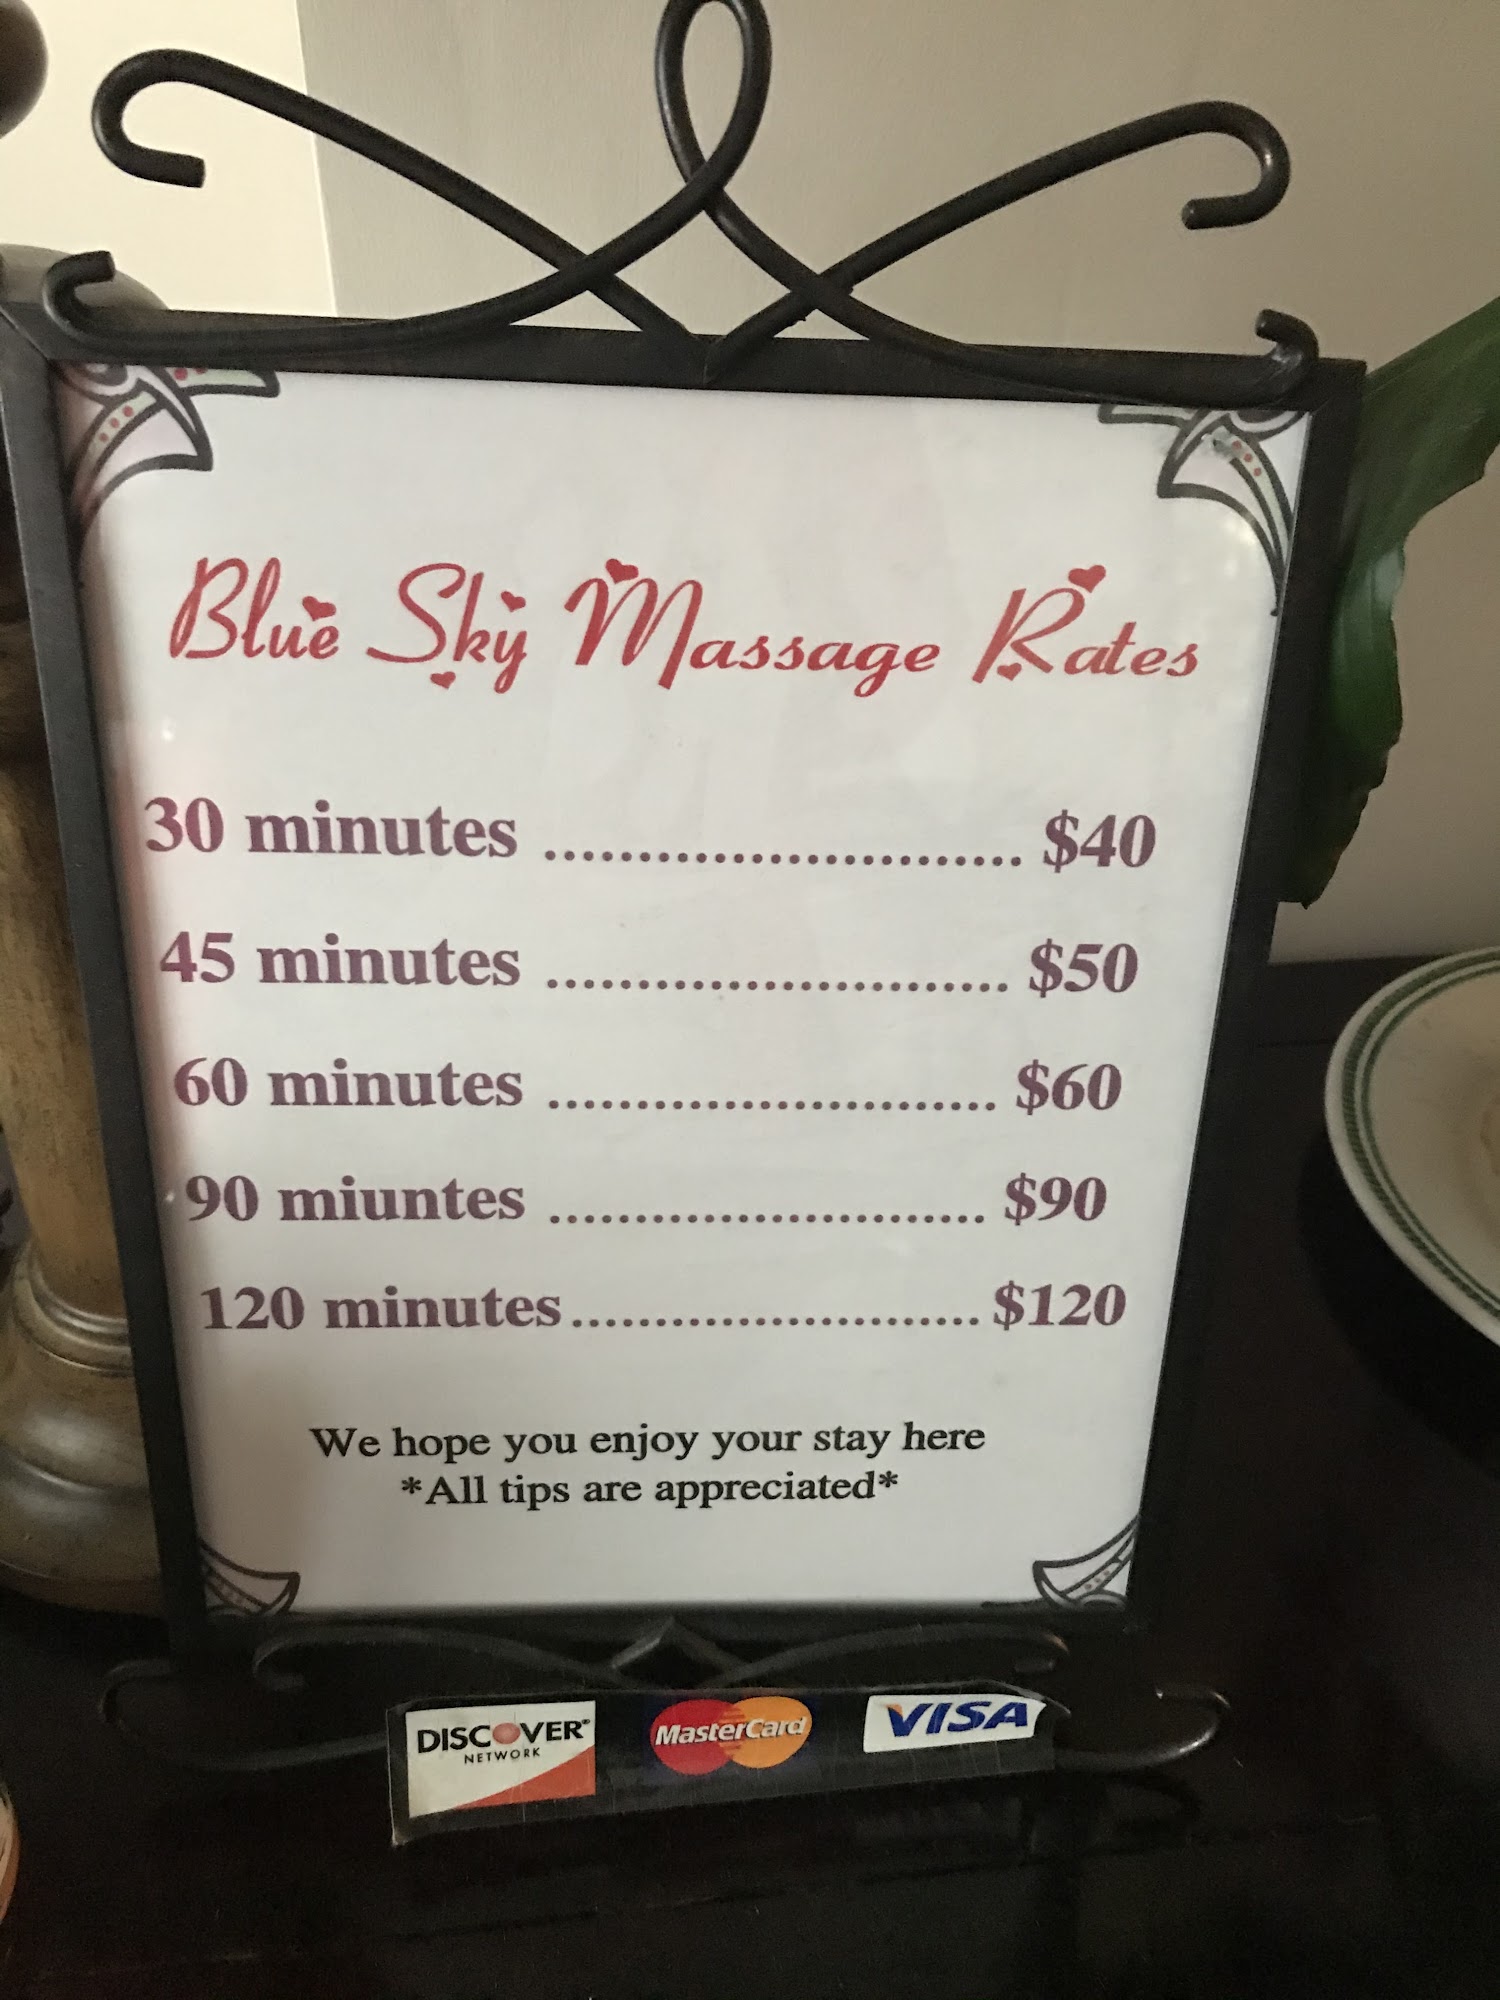 Blue Sky Massage Rates
30 minutes .......................... $40
45 minutes .......................... $50
60 minutes .......................... $60
90 miuntes .......................... $90
120 minutes......................... $120
We hope you enjoy your stay here
*All tips are appreciated*
DISCOVER® MasterCard VISA
NETWORK